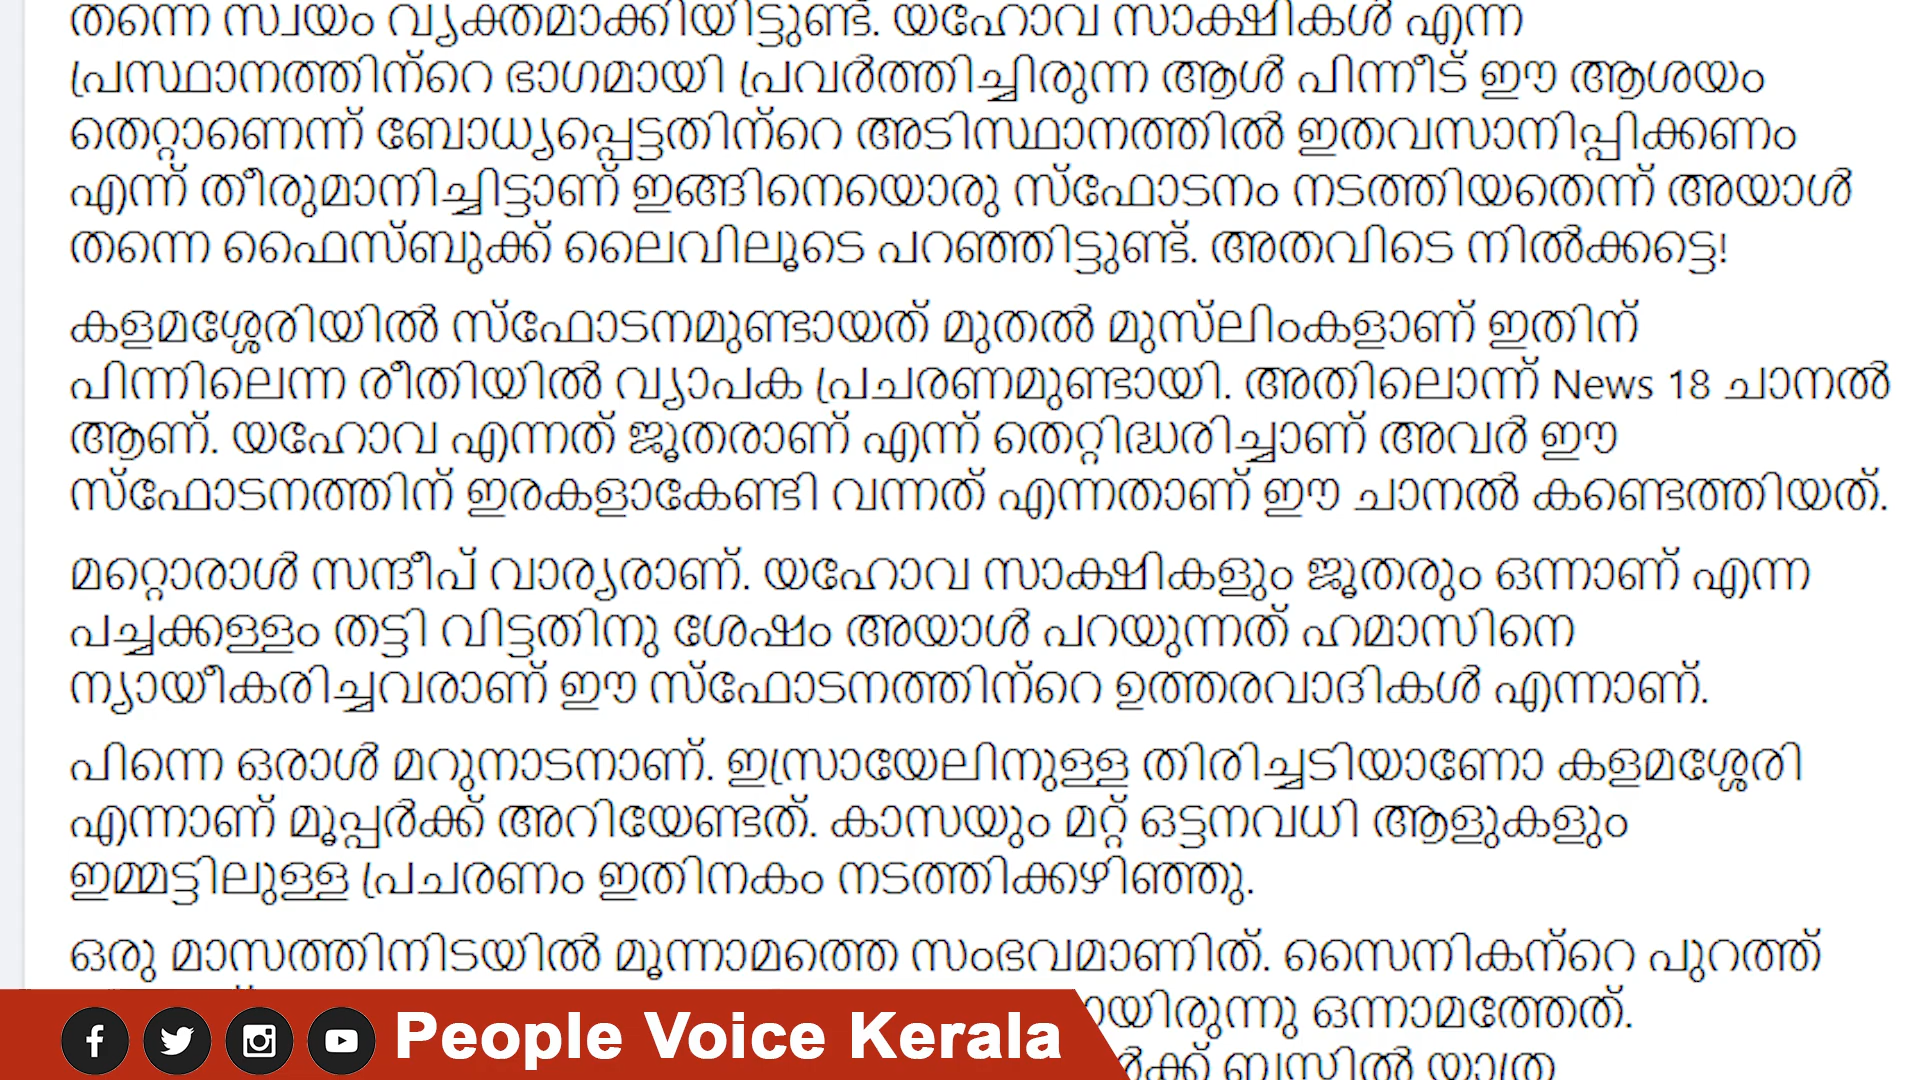 തന്നെ സ്വയം വ്യക്തമാക്കിയിട്ടുണ്ട്. യഹോവ സാക്ഷികൾ എന്ന
പ്രസ്ഥാനത്തിന്റെ ഭാഗമായി പ്രവർത്തിച്ചിരുന്ന ആൾ പിന്നീട് ഈ ആശയം
തെറ്റാണെന്ന് ബോധ്യപ്പെട്ടതിന്റെ അടിസ്ഥാനത്തിൽ ഇതവസാനിപ്പിക്കണം
എന്ന് തീരുമാനിച്ചിട്ടാണ് ഇങ്ങിനെയൊരു സ്ഫോടനം നടത്തിയതെന്ന് അയാൾ
തന്നെ ഫൈസ്ബുക്ക് ലൈവിലൂടെ പറഞ്ഞിട്ടുണ്ട്. അതവിടെ നിൽക്കട്ടെ!
കളമശ്ശേരിയിൽ സ്ഫോടനമുണ്ടായത് മുതൽ മുസ്‌ലിംകളാണ് ഇതിന്
പിന്നിലെന്ന രീതിയിൽ വ്യാപക പ്രചരണമുണ്ടായി. അതിലൊന്ന് News 18 ചാനൽ
ആണ്. യഹോവ എന്നത് ജൂതരാണ് എന്ന് തെറ്റിദ്ധരിച്ചാണ് അവർ ഈ
സ്ഫോടനത്തിന് ഇരകളാകേണ്ടി വന്നത് എന്നതാണ് ഈ ചാനൽ കണ്ടെത്തിയത്.
മറ്റൊരാൾ സന്ദീപ് വാര്യരാണ്. യഹോവ സാക്ഷികളും ജൂതരും ഒന്നാണ് എന്ന
പച്ചക്കള്ളം തട്ടി വിട്ടതിനു ശേഷം അയാൾ പറയുന്നത് ഹമാസിനെ
ന്യായീകരിച്ചവരാണ് ഈ സ്ഫോടനത്തിന്റെ ഉത്തരവാദികൾ എന്നാണ്.
പിന്നെ ഒരാൾ മറുനാടനാണ്. ഇസ്രായേലിനുള്ള തിരിച്ചടിയാണോ കളമശ്ശേരി
എന്നാണ് മൂപ്പർക്ക് അറിയേണ്ടത്. കാസയും മറ്റ് ഒട്ടനവധി ആളുകളും
ഇമ്മട്ടിലുള്ള പ്രചരണം ഇതിനകം നടത്തിക്കഴിഞ്ഞു.
ഒരു മാസത്തിനിടയിൽ മൂന്നാമത്തെ സംഭവമാണിത്. സൈനികന്റെ പുറത്ത്
ഒന്നാമത്തേത്.
ബസിൽ യാത്ര
People Voice Kerala